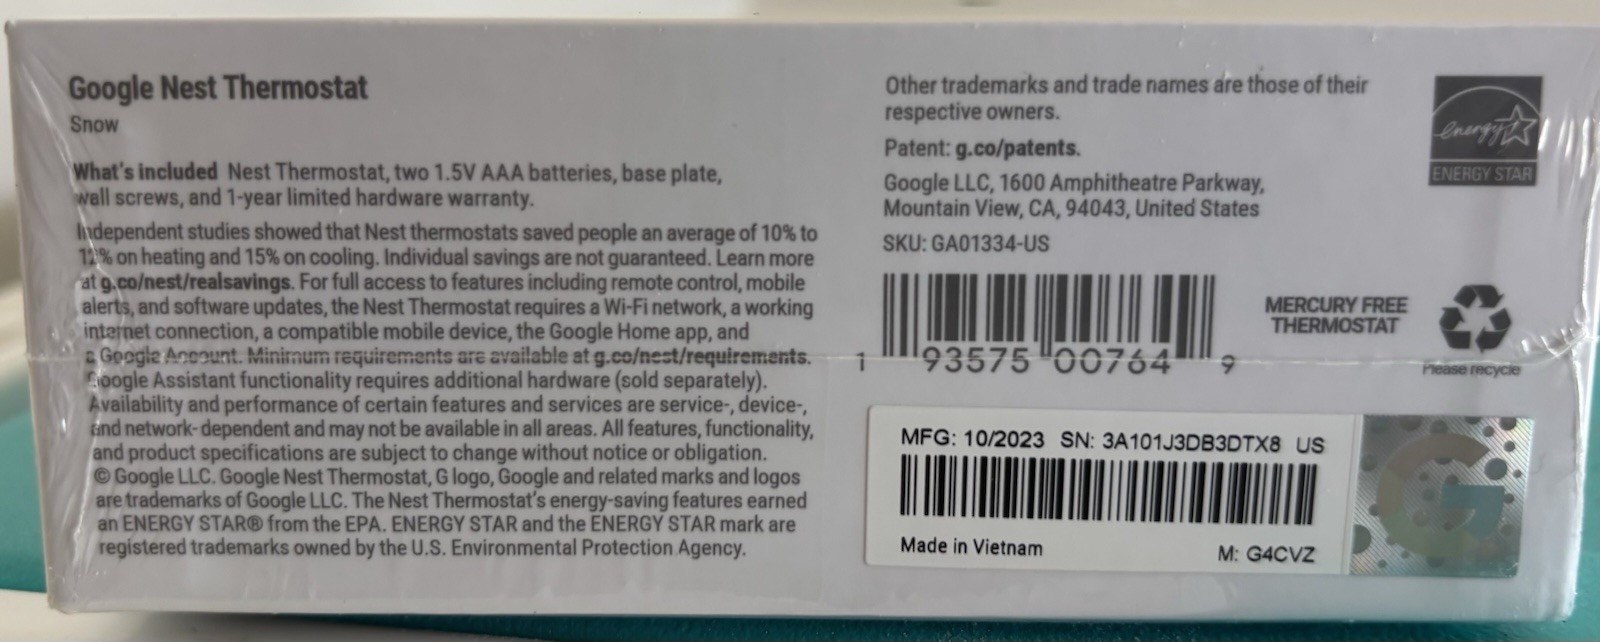 Google Nest Thermostat
Snow
What's included Nest Thermostat, two 1.5V AAA batteries, base plate,
wall screws, and 1-year limited hardware warranty.
Independent studies showed that Nest thermostats saved people an average of 10% to
12% on heating and 15% on cooling. Individual savings are not guaranteed. Learn more
at g.co/nest/realsavings. For full access to features including remote control, mobile
alerts, and software updates, the Nest Thermostat requires a Wi-Fi network, a working
internet connection, a compatible mobile device, the Google Home app, and
a Google Account. Minimum requirements are available at g.co/nest/requirements.
Google Assistant functionality requires additional hardware (sold separately).
Availability and performance of certain features and services are service-, device-,
and network-dependent and may not be available in all areas. All features, functionality,
and product specifications are subject to change without notice or obligation.
© Google LLC. Google Nest Thermostat, G logo, Google and related marks and logos
are trademarks of Google LLC. The Nest Thermostat's energy-saving features earned
an ENERGY STAR® from the EPA. ENERGY STAR and the ENERGY STAR mark are
registered trademarks owned by the U.S. Environmental Protection Agency.
Other trademarks and trade names are those of their
respective owners.
Patent: g.co/patents.
Google LLC, 1600 Amphitheatre Parkway,
Mountain View, CA, 94043, United States
SKU: GA01334-US
1 93575 00764 9
energy
ENERGY STAR
MERCURY FREE
THERMOSTAT
Please recycle
MFG: 10/2023 SN: 3A101J3DB3DTX8 US
Made in Vietnam M: G4CVZ
G